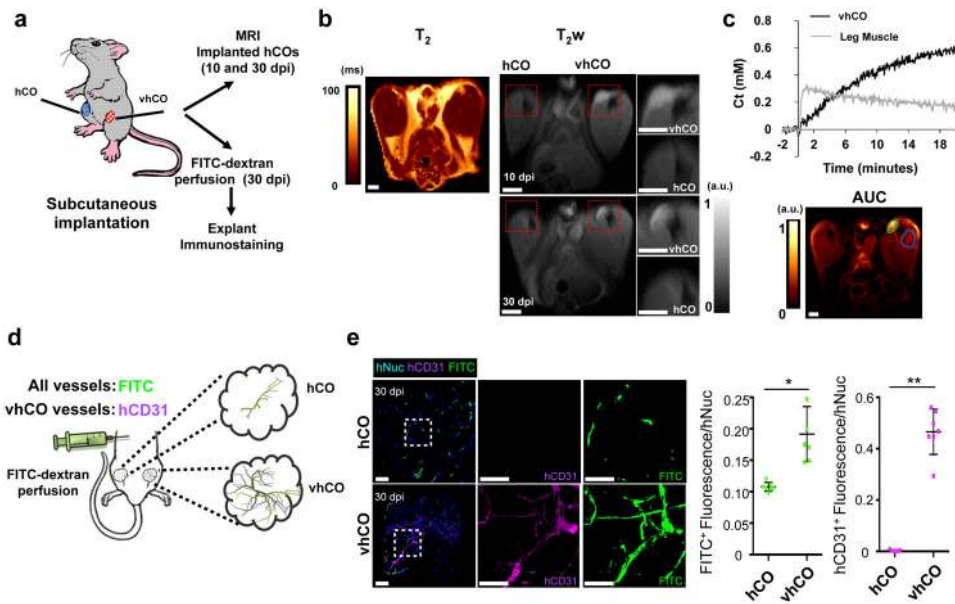 a
hCO
vhCO
MRI
Implanted hCOs
(10 and 30 dpi)
FITC-dextran
perfusion (30 dpi)
Explant
Immunostaining
Subcutaneous
implantation
b
T2
T2w
(ms)
100
0
hCO
vhCO
10 dpi
vhCO
hCO
30 dpi
vhCO
hCO
(a.u.)
1
0
c
vhCO
Leg Muscle
Ct (mM)
0.8
0.6
0.4
0.2
0
-0.2
-2 2 6 10 14 18
Time (minutes)
AUC
(a.u.)
1
0
d
All vessels: FITC
vhCO vessels: hCD31
FITC-dextran
perfusion
hCO
vhCO
e
hNuc hCD31 FITC
hCO
30 dpi
hCD31
FITC
vhCO
30 dpi
hCD31
FITC
FITC+ Fluorescence/hNuc
0.25
0.20
0.15
0.10
0.05
0
*
hCO
vhCO
hCD31+ Fluorescence/hNuc
0.6
0.4
0.2
0
**
hCO
vhCO